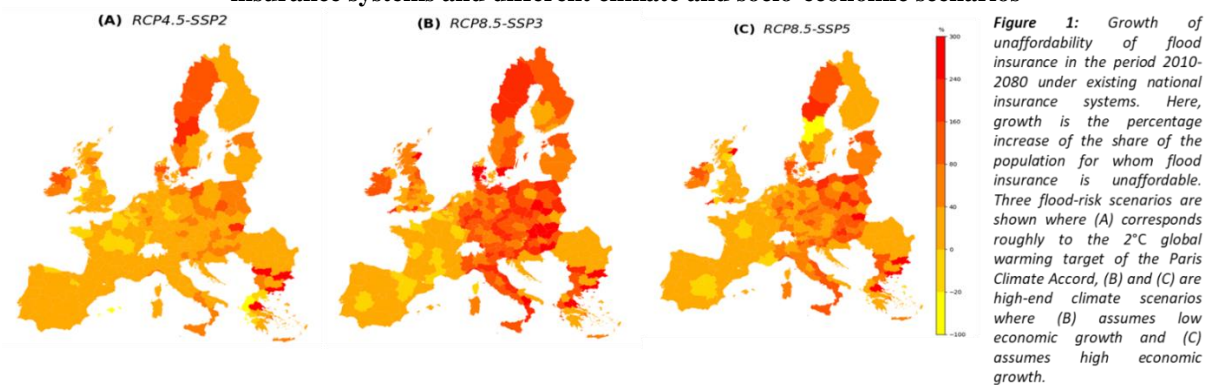 insurance systems and different climate and socio-economic scenarios
(A) RCP4.5-SSP2
(B) RCP8.5-SSP3
(C) RCP8.5-SSP5
%
300
240
160
80
40
0
−20
−100
Figure 1: Growth of
unaffordability of flood
insurance in the period 2010-
2080 under existing national
insurance systems. Here,
growth is the percentage
increase of the share of the
population for whom flood
insurance is unaffordable.
Three flood-risk scenarios are
shown where (A) corresponds
roughly to the 2°C global
warming target of the Paris
Climate Accord, (B) and (C) are
high-end climate scenarios
where (B) assumes low
economic growth and (C)
assumes high economic
growth.